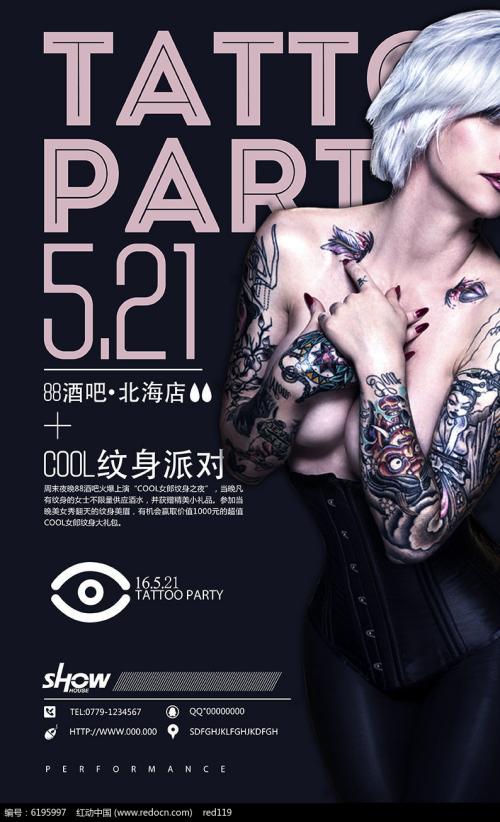 TATTO
PART
5.21
88酒吧•北海店
COOL纹身派对
周末夜晚88酒吧火爆上演“COOL女郎纹身之夜”，当晚凡
有纹身的女士不限量供应酒水，并获赠精美小礼品。参加当
晚美女秀翻天的纹身美眉，有机会赢取价值1000元的超值
COOL女郎纹身大礼包。
16.5.21
TATTOO PARTY
SHOW
HOUSE
TEL:0779-1234567 QQ"00000000
HTTP://WWW.000.000 SDFGHJKLFGHJKDFGH
PERFORMANCE
编号：6195997 红动中国 (www.redocn.com) red119